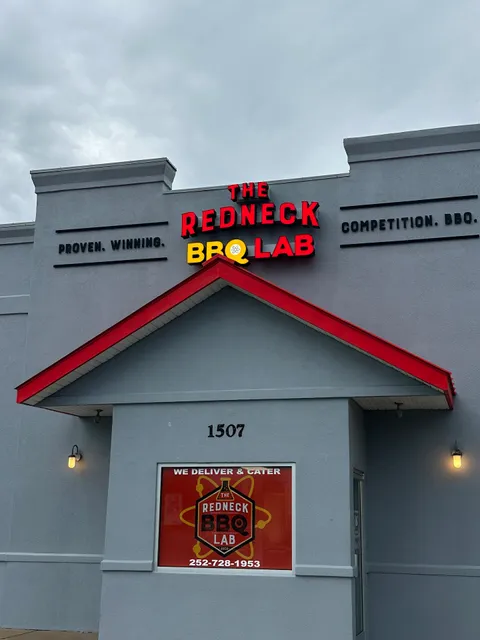 THE
REDNECK
BBQ LAB
PROVEN. WINNING.
COMPETITION. BBQ.
1507
WE DELIVER & CATER
THE
REDNECK
BBQ
LAB
252-728-1953